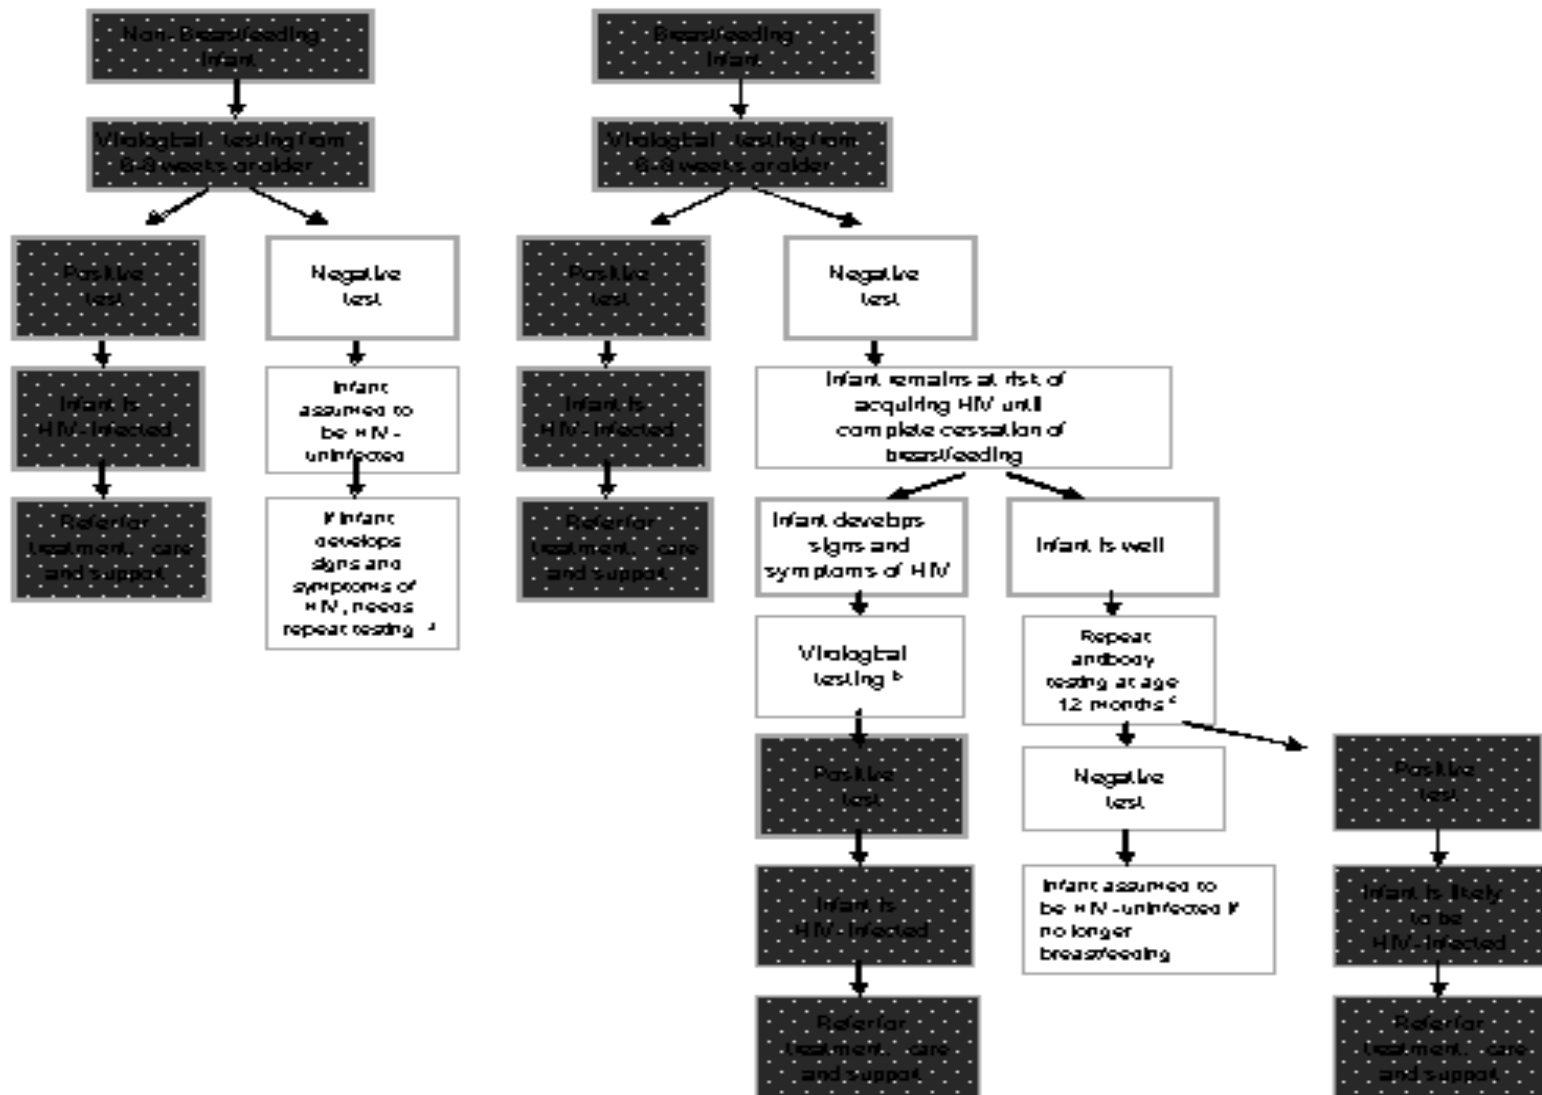 Non-Breastfeeding
Infant
Virological testing from
6-8 weeks or older
Positive
test
Negative
test
Infant is
HIV-Infected
Infant
assumed to
be HIV-
uninfected
Refer for
treatment, care
and support
If infant
develops
signs and
symptoms of
HIV, needs
repeat testing
Breastfeeding
Infant
Virological testing from
6-8 weeks or older
Positive
test
Negative
test
Infant is
HIV-Infected
Infant remains at risk of
acquiring HIV until
complete cessation of
breastfeeding
Refer for
treatment, care
and support
Infant develops
signs and
symptoms of HIV
Infant is well
Virological
testing b
Repeat
antibody
testing at age
12 months c
Positive
test
Negative
test
Positive
test
Infant is
HIV-Infected
Infant assumed to
be HIV-uninfected if
no longer
breastfeeding
Infant is likely
to be
HIV-Infected
Refer for
treatment, care
and support
Refer for
treatment, care
and support